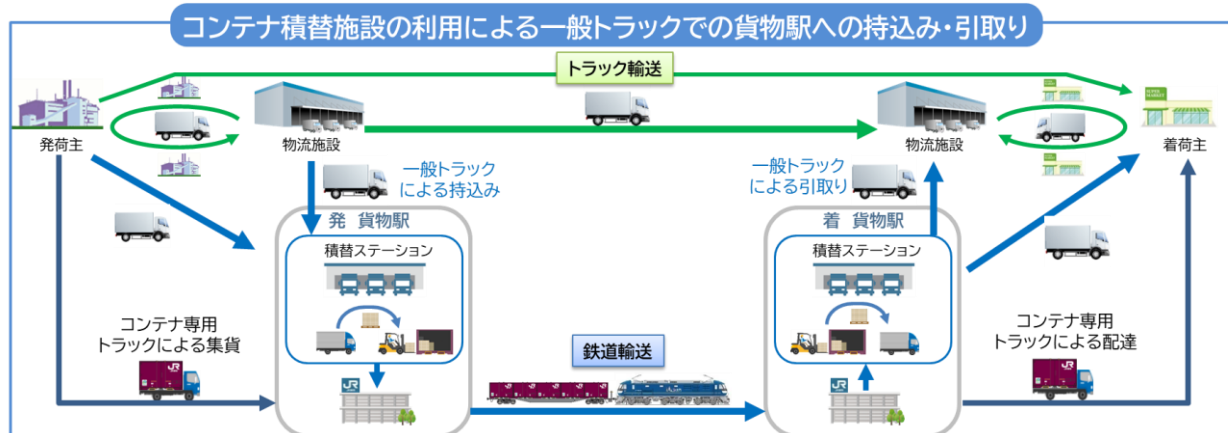 コンテナ積替施設の利用による一般トラックでの貨物駅への持込み・引取り
トラック輸送
発荷主
物流施設
物流施設
着荷主
一般トラック
による持込み
一般トラック
による引取り
発 貨物駅
着 貨物駅
積替ステーション
積替ステーション
コンテナ専用
トラックによる集貨
鉄道輸送
コンテナ専用
トラックによる配達
JR
JR
JR
JR